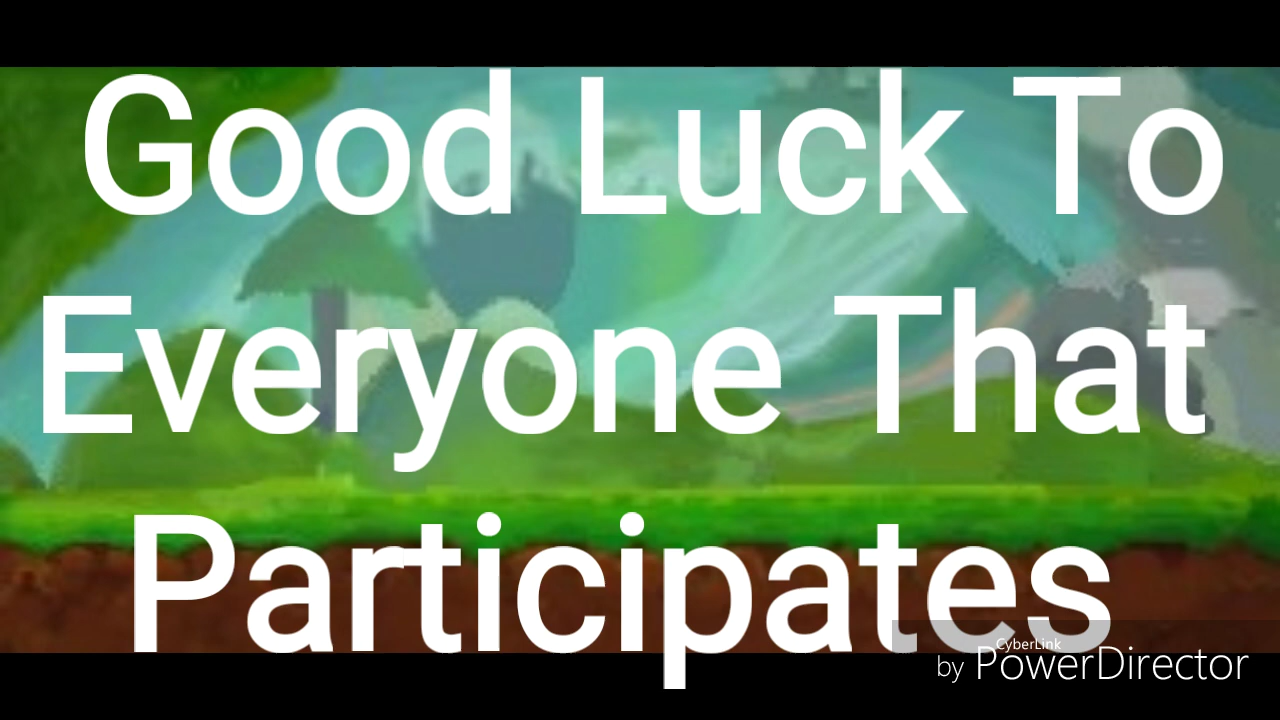 Good Luck To
Everyone That
Participates
CyberLink
by PowerDirector